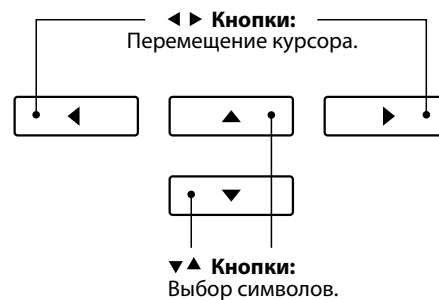 ◀ ▶ Кнопки:
Перемещение курсора.
▼▲ Кнопки:
Выбор символов.